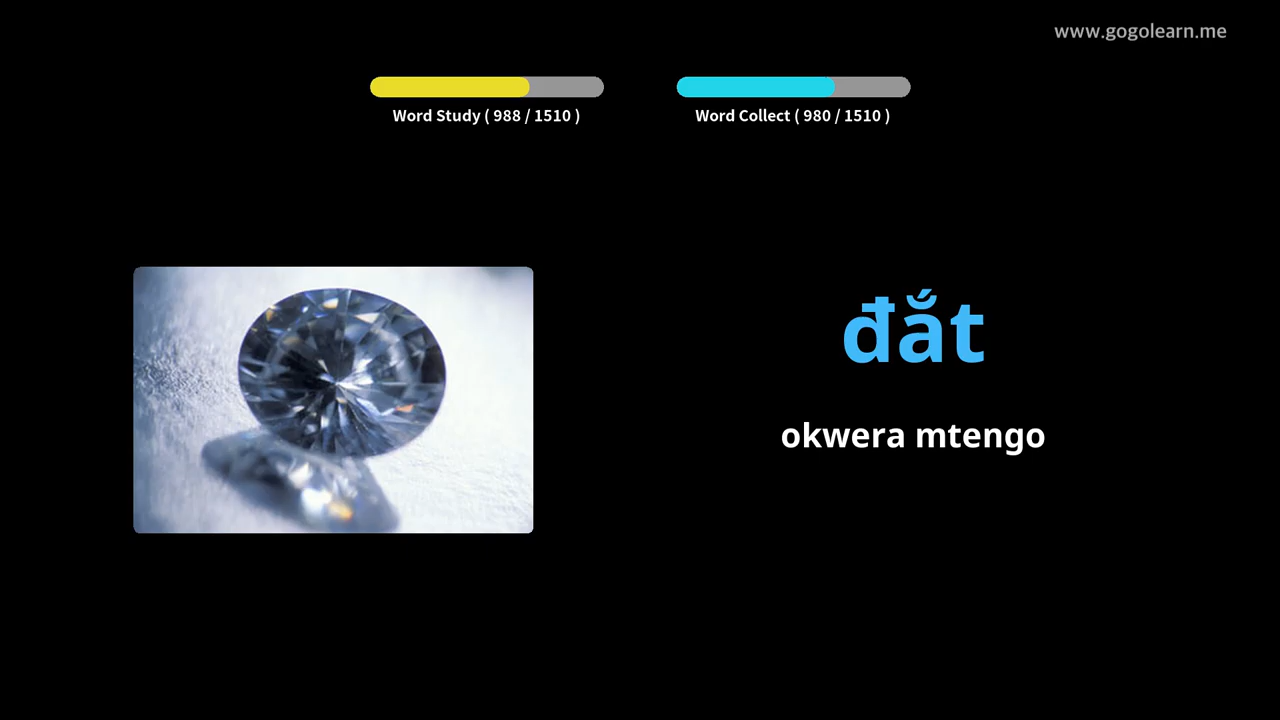 www.gogolearn.me
Word Study ( 988 / 1510 )
Word Collect ( 980 / 1510 )
đắt
okwera mtengo